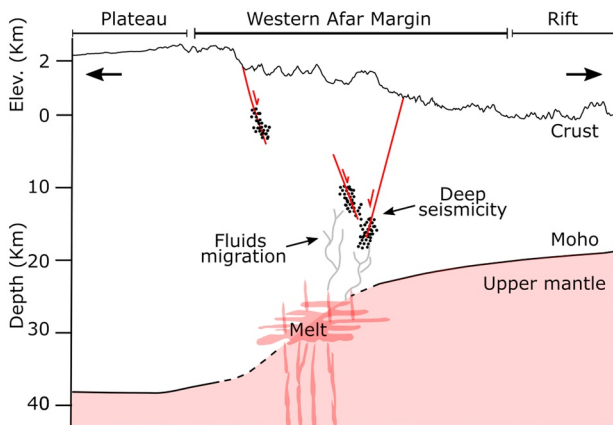 Plateau
Western Afar Margin
Rift
Elev. (Km)
2
0
Crust
10
Deep
seismicity
Fluids
migration
Moho
20
Upper mantle
Depth (Km)
Melt
30
40